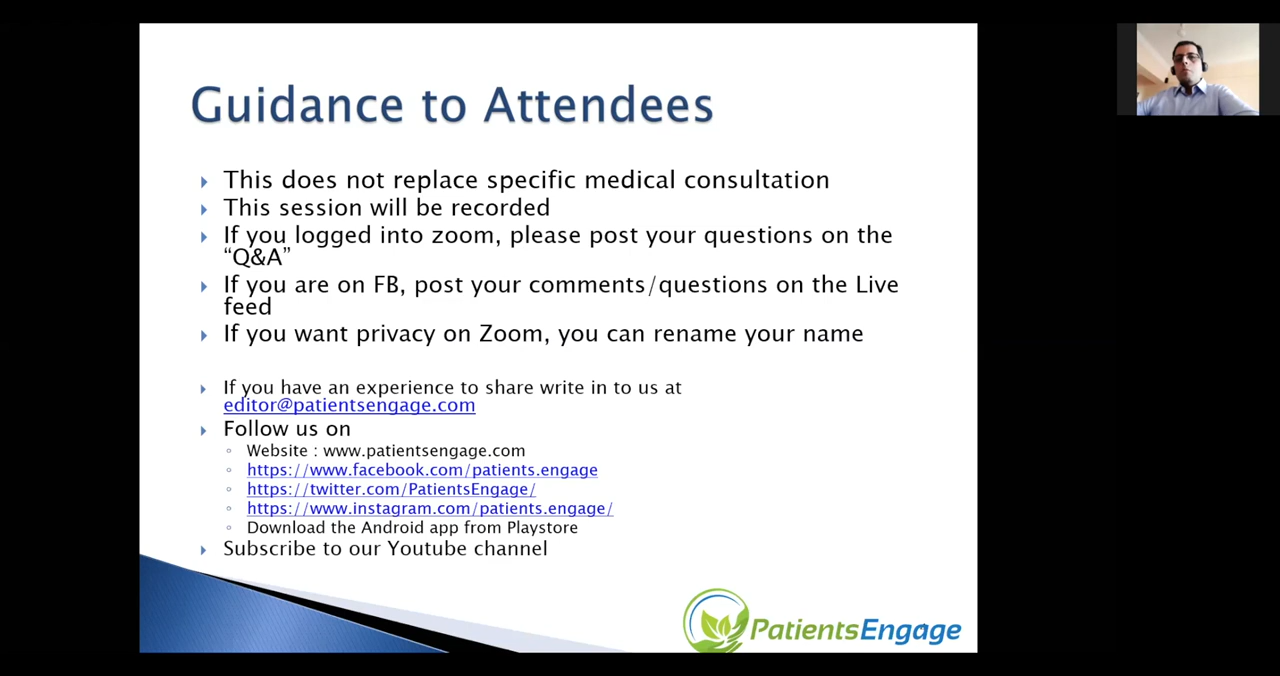 Guidance to Attendees
This does not replace specific medical consultation
This session will be recorded
If you logged into zoom, please post your questions on the
“Q&A”
If you are on FB, post your comments/questions on the Live
feed
If you want privacy on Zoom, you can rename your name
If you have an experience to share write in to us at
editor@patientsengage.com
Follow us on
Website : www.patientsengage.com
https://www.facebook.com/patients.engage
https://twitter.com/PatientsEngage/
https://www.instagram.com/patients.engage/
Download the Android app from Playstore
Subscribe to our Youtube channel
PatientsEngage